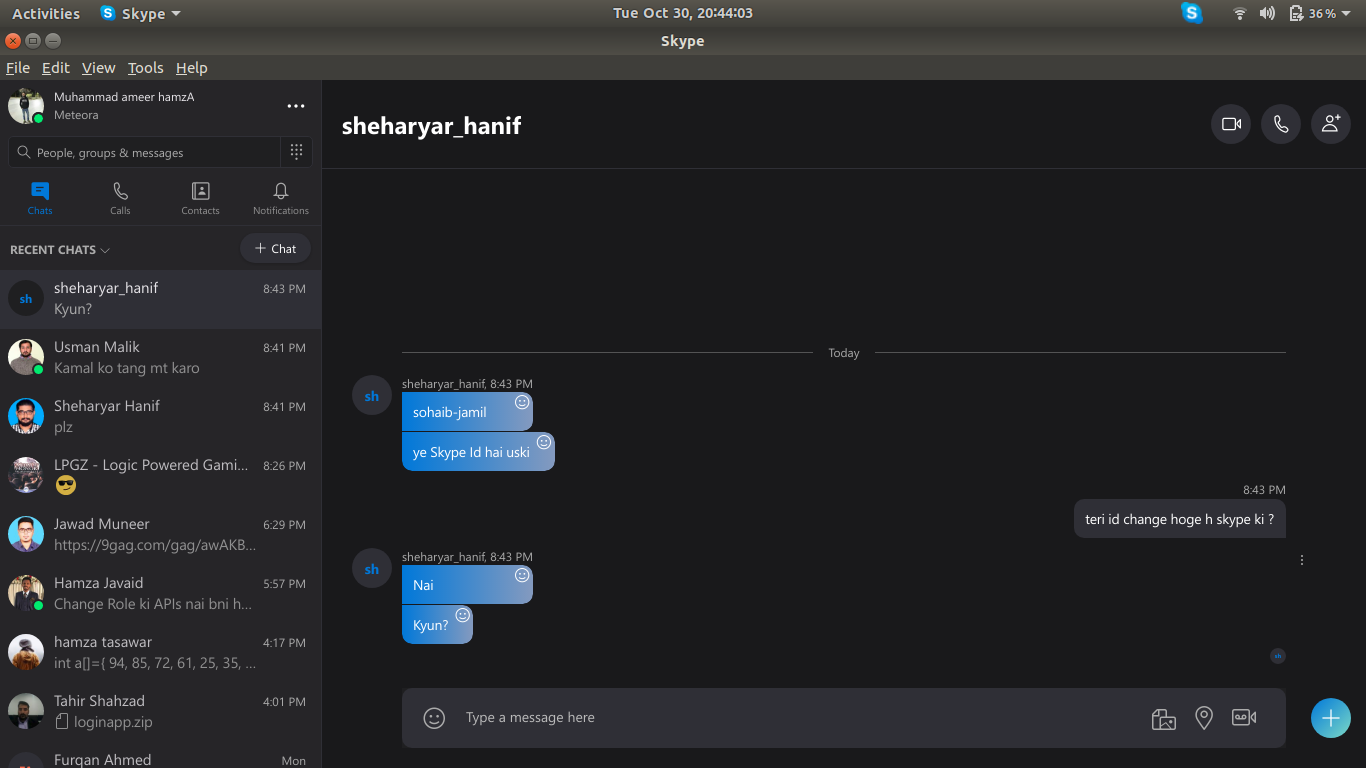 Activities
Skype
Tue Oct 30, 20:44:03
36%
Skype
File Edit View Tools Help
Muhammad ameer hamzA
Meteora
People, groups & messages
Chats
Calls
Contacts
Notifications
RECENT CHATS
+ Chat
sh
sheharyar_hanif
8:43 PM
Kyun?
Usman Malik
8:41 PM
Kamal ko tang mt karo
Sheharyar Hanif
8:41 PM
plz
LPGZ - Logic Powered Gami...
8:26 PM
Jawad Muneer
6:29 PM
https://9gag.com/gag/awAKB...
Hamza Javaid
5:57 PM
Change Role ki APIs nai bni h...
hamza tasawar
4:17 PM
int a[]={ 94, 85, 72, 61, 25, 35, ...
Tahir Shahzad
4:01 PM
loginapp.zip
Furqan Ahmed
Mon
sheharyar_hanif
Today
sheharyar_hanif, 8:43 PM
sh
sohaib-jamil
ye Skype Id hai uski
8:43 PM
teri id change hoge h skype ki ?
sheharyar_hanif, 8:43 PM
sh
Nai
Kyun?
sh
Type a message here